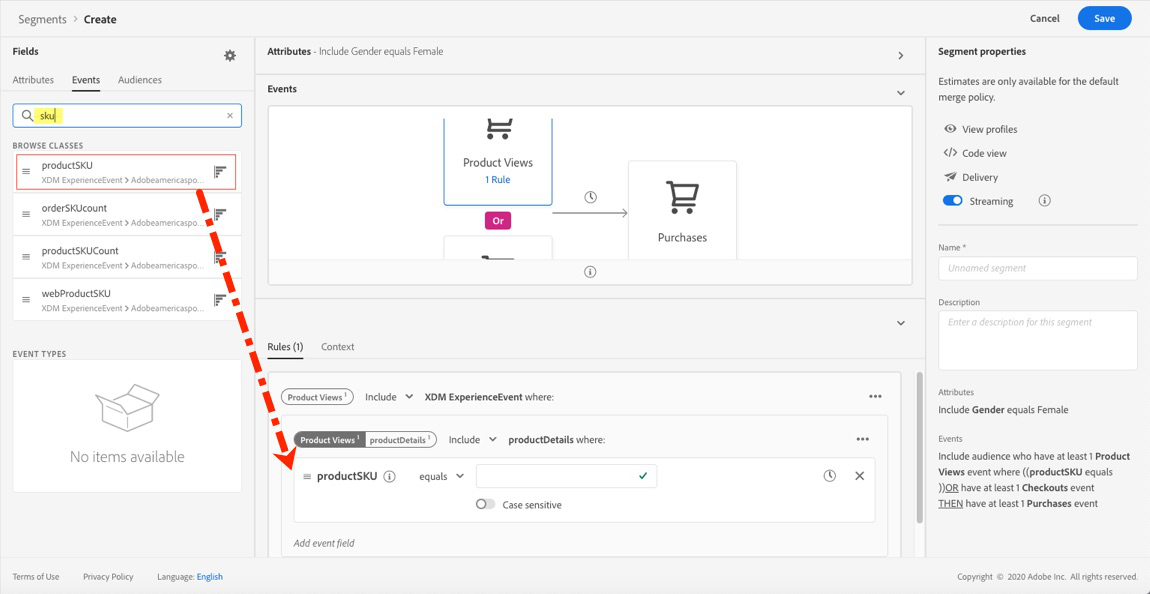 Segments > Create
Cancel
Save
Fields
Attributes
Events
Audiences
sku
BROWSE CLASSES
productSKU
XDM ExperienceEvent > Adobeamericaspo...
orderSKUcount
XDM ExperienceEvent > Adobeamericaspo...
productSKUCount
XDM ExperienceEvent > Adobeamericaspo...
webProductSKU
XDM ExperienceEvent > Adobeamericaspo...
EVENT TYPES
No items available
Attributes - Include Gender equals Female
Events
Product Views
1 Rule
Or
Purchases
Rules (1)
Context
Product Views 1
Include
XDM ExperienceEvent where:
Product Views 1
productDetails 1
Include
productDetails where:
productSKU
equals
Case sensitive
Add event field
Segment properties
Estimates are only available for the default
merge policy.
View profiles
</> Code view
Delivery
Streaming
Name *
Unnamed segment
Description
Enter a description for this segment
Attributes
Include Gender equals Female
Events
Include audience who have at least 1 Product
Views event where ((productSKU equals
))OR have at least 1 Checkouts event
THEN have at least 1 Purchases event
Terms of Use
Privacy Policy
Language: English
Copyright © 2020 Adobe Inc. All rights reserved.